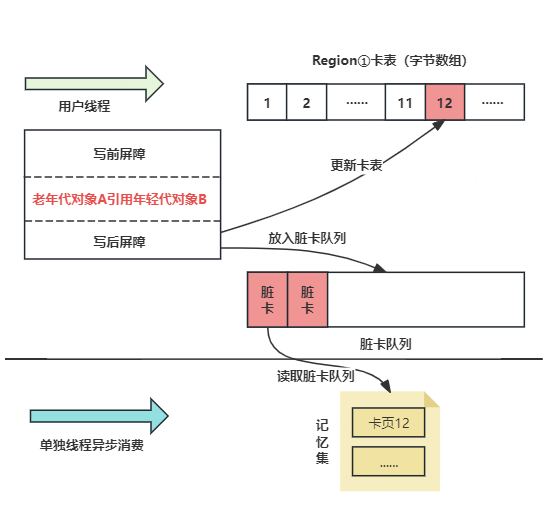 Region①卡表（字节数组）
1 2 ...... 11 12 ......
用户线程
写前屏障
老年代对象A引用年轻代对象B
写后屏障
更新卡表
放入脏卡队列
脏卡 脏卡
脏卡队列
读取脏卡队列
单独线程异步消费
记忆集
卡页12
......